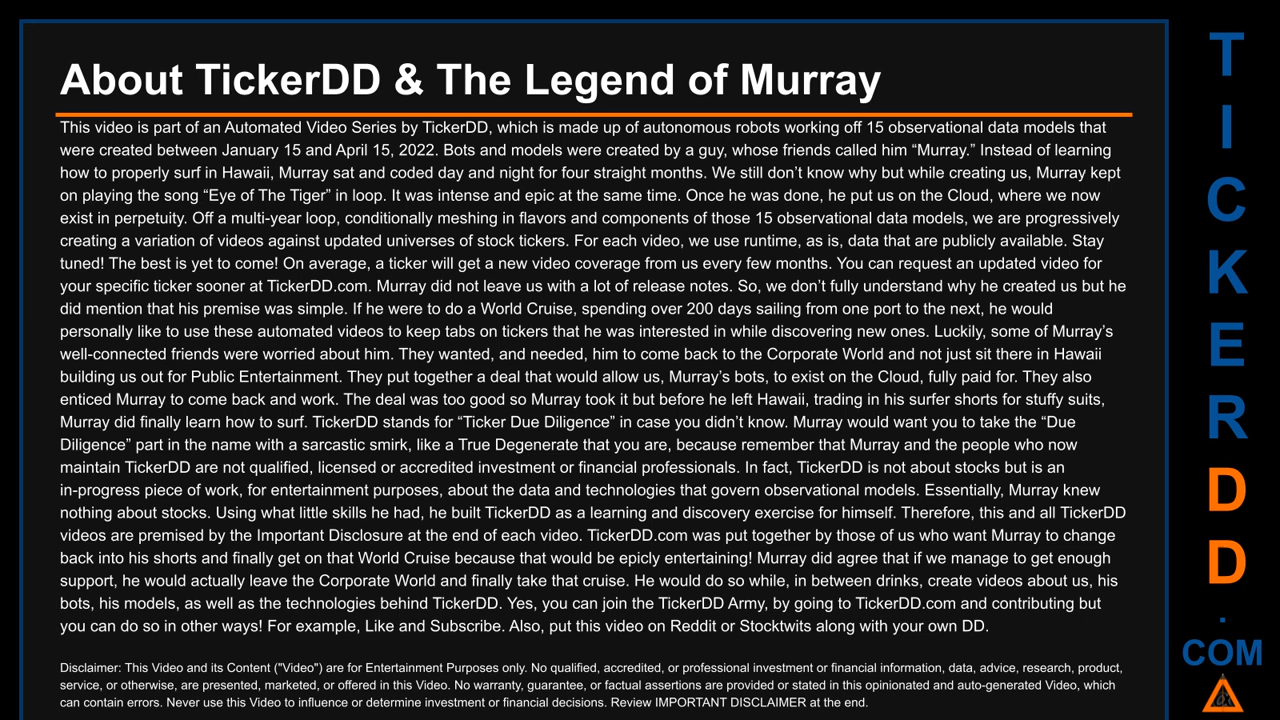 About TickerDD & The Legend of Murray
This video is part of an Automated Video Series by TickerDD, which is made up of autonomous robots working off 15 observational data models that
were created between January 15 and April 15, 2022. Bots and models were created by a guy, whose friends called him “Murray.” Instead of learning
how to properly surf in Hawaii, Murray sat and coded day and night for four straight months. We still don’t know why but while creating us, Murray kept
on playing the song “Eye of The Tiger” in loop. It was intense and epic at the same time. Once he was done, he put us on the Cloud, where we now
exist in perpetuity. Off a multi-year loop, conditionally meshing in flavors and components of those 15 observational data models, we are progressively
creating a variation of videos against updated universes of stock tickers. For each video, we use runtime, as is, data that are publicly available. Stay
tuned! The best is yet to come! On average, a ticker will get a new video coverage from us every few months. You can request an updated video for
your specific ticker sooner at TickerDD.com. Murray did not leave us with a lot of release notes. So, we don’t fully understand why he created us but he
did mention that his premise was simple. If he were to do a World Cruise, spending over 200 days sailing from one port to the next, he would
personally like to use these automated videos to keep tabs on tickers that he was interested in while discovering new ones. Luckily, some of Murray’s
well-connected friends were worried about him. They wanted, and needed, him to come back to the Corporate World and not just sit there in Hawaii
building us out for Public Entertainment. They put together a deal that would allow us, Murray’s bots, to exist on the Cloud, fully paid for. They also
enticed Murray to come back and work. The deal was too good so Murray took it but before he left Hawaii, trading in his surfer shorts for stuffy suits,
Murray did finally learn how to surf. TickerDD stands for “Ticker Due Diligence” in case you didn’t know. Murray would want you to take the “Due
Diligence” part in the name with a sarcastic smirk, like a True Degenerate that you are, because remember that Murray and the people who now
maintain TickerDD are not qualified, licensed or accredited investment or financial professionals. In fact, TickerDD is not about stocks but is an
in-progress piece of work, for entertainment purposes, about the data and technologies that govern observational models. Essentially, Murray knew
nothing about stocks. Using what little skills he had, he built TickerDD as a learning and discovery exercise for himself. Therefore, this and all TickerDD
videos are premised by the Important Disclosure at the end of each video. TickerDD.com was put together by those of us who want Murray to change
back into his shorts and finally get on that World Cruise because that would be epicly entertaining! Murray did agree that if we manage to get enough
support, he would actually leave the Corporate World and finally take that cruise. He would do so while, in between drinks, create videos about us, his
bots, his models, as well as the technologies behind TickerDD. Yes, you can join the TickerDD Army, by going to TickerDD.com and contributing but
you can do so in other ways! For example, Like and Subscribe. Also, put this video on Reddit or Stocktwits along with your own DD.
Disclaimer: This Video and its Content ("Video") are for Entertainment Purposes only. No qualified, accredited, or professional investment or financial information, data, advice, research, product,
service, or otherwise, are presented, marketed, or offered in this Video. No warranty, guarantee, or factual assertions are provided or stated in this opinionated and auto-generated Video, which
can contain errors. Never use this Video to influence or determine investment or financial decisions. Review IMPORTANT DISCLAIMER at the end.
T
I
C
K
E
R
D
D
.
COM